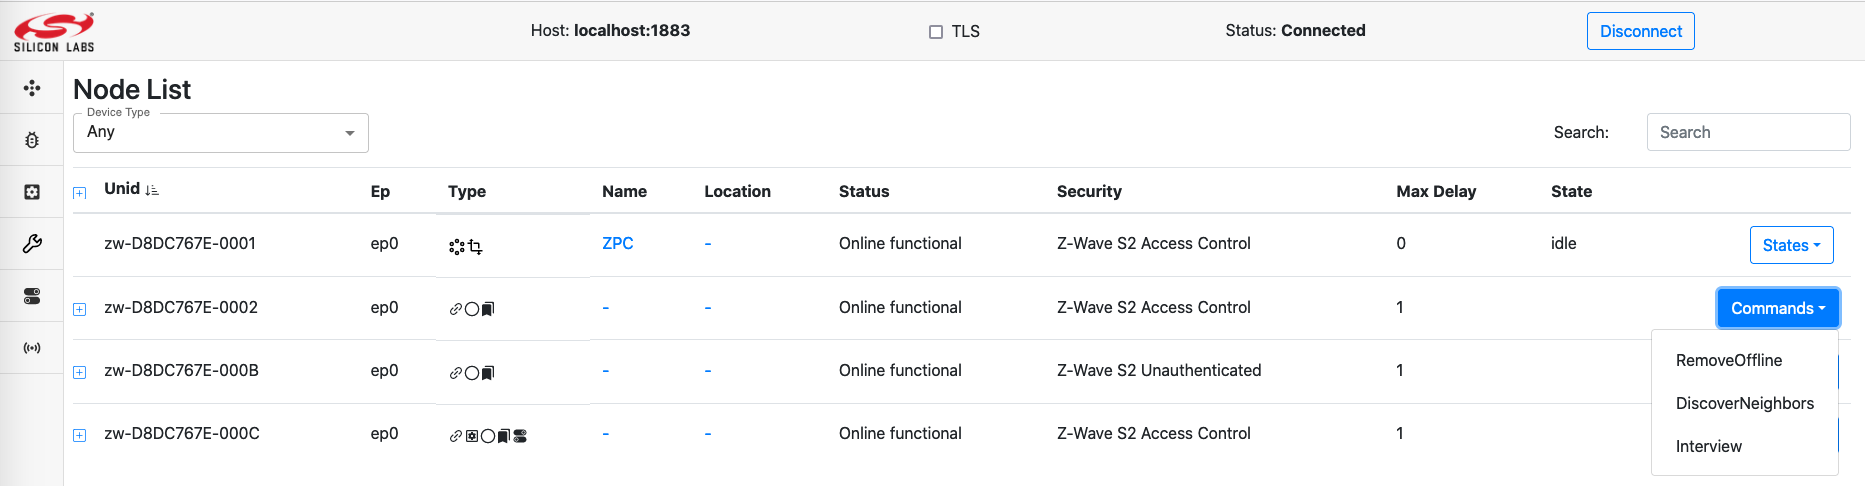 SILICON LABS
Host: localhost:1883
TLS
Status: Connected
Disconnect
Node List
Device Type
Any
Search:
Search
Unid Ep Type Name Location Status Security Max Delay State
zw-D8DC767E-0001 ep0 ZPC - Online functional Z-Wave S2 Access Control 0 idle States
zw-D8DC767E-0002 ep0 - - Online functional Z-Wave S2 Access Control 1 Commands
zw-D8DC767E-000B ep0 - - Online functional Z-Wave S2 Unauthenticated 1
zw-D8DC767E-000C ep0 - - Online functional Z-Wave S2 Access Control 1
RemoveOffline
DiscoverNeighbors
Interview